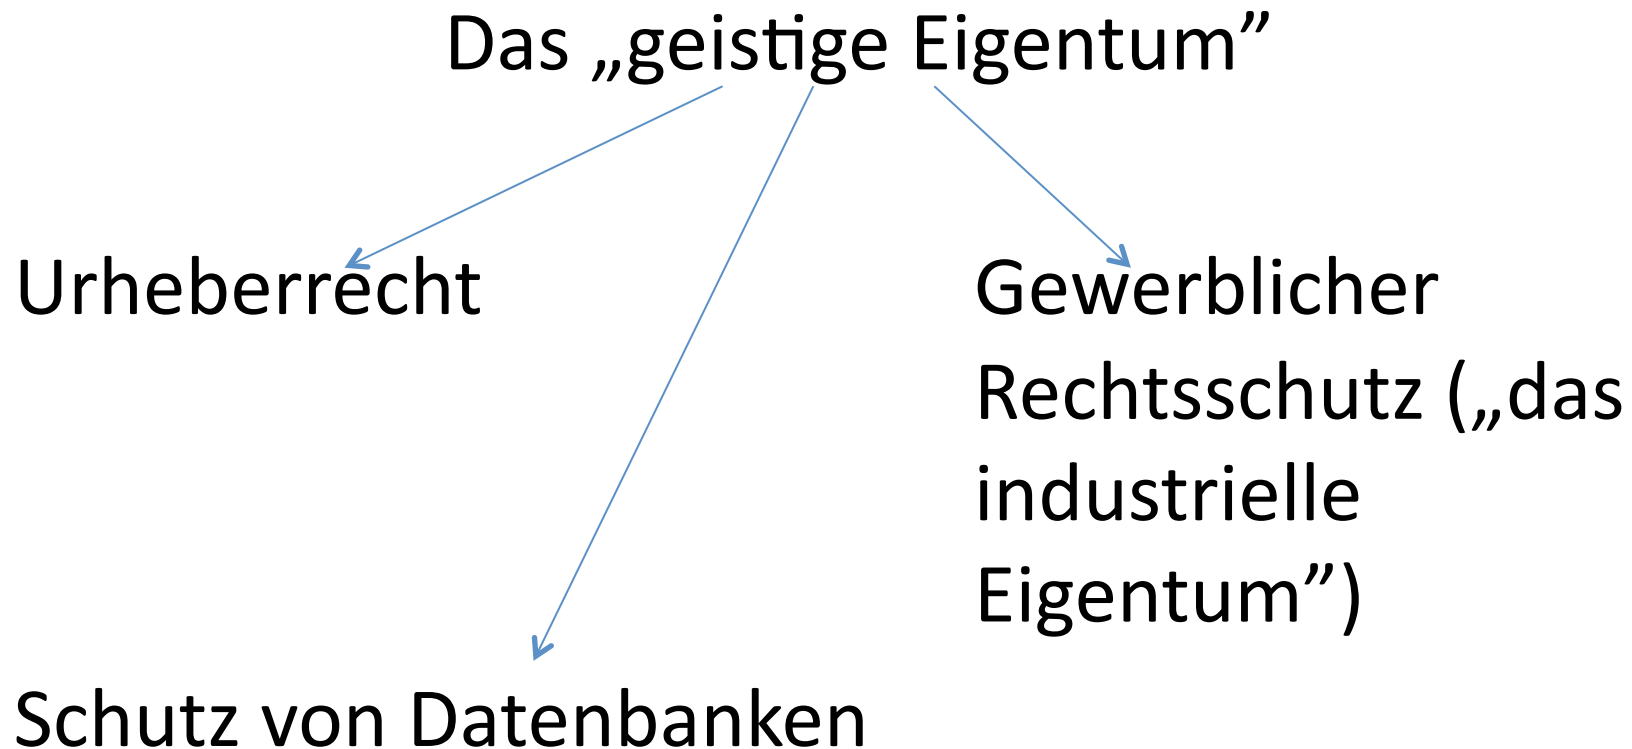 Das „geistige Eigentum”
Urheberrecht
Gewerblicher
Rechtsschutz („das
industrielle
Eigentum”)
Schutz von Datenbanken